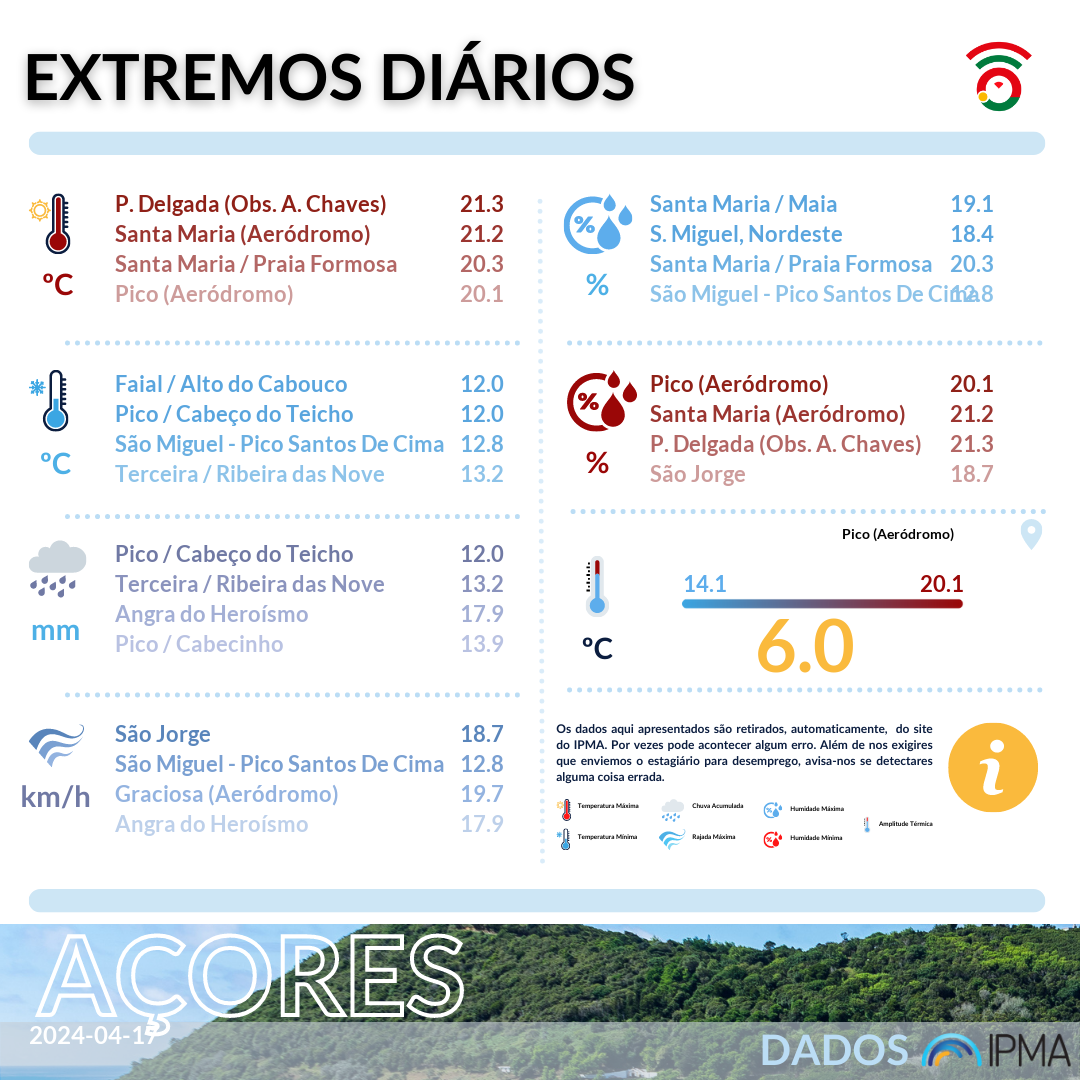 EXTREMOS DIÁRIOS
P. Delgada (Obs. A. Chaves) 21.3
Santa Maria (Aeródromo) 21.2
Santa Maria / Praia Formosa 20.3
Pico (Aeródromo) 20.1
ºC
Faial / Alto do Cabouco 12.0
Pico / Cabeço do Teicho 12.0
São Miguel - Pico Santos De Cima 12.8
Terceira / Ribeira das Nove 13.2
ºC
Pico / Cabeço do Teicho 12.0
Terceira / Ribeira das Nove 13.2
Angra do Heroísmo 17.9
Pico / Cabecinho 13.9
mm
São Jorge 18.7
São Miguel - Pico Santos De Cima 12.8
Graciosa (Aeródromo) 19.7
Angra do Heroísmo 17.9
km/h
Santa Maria / Maia 19.1
S. Miguel, Nordeste 18.4
Santa Maria / Praia Formosa 20.3
São Miguel - Pico Santos De Cima 12.8
%
%
Pico (Aeródromo) 20.1
Santa Maria (Aeródromo) 21.2
P. Delgada (Obs. A. Chaves) 21.3
São Jorge 18.7
%
%
Pico (Aeródromo)
14.1 20.1
6.0
ºC
Os dados aqui apresentados são retirados, automaticamente, do site
do IPMA. Por vezes pode acontecer algum erro. Além de nos exigires
que enviemos o estagiário para desemprego, avisa-nos se detectares
alguma coisa errada.
i
Temperatura Máxima Chuva Acumulada Humidade Máxima
Amplitude Térmica
Temperatura Mínima Rajada Máxima Humidade Mínima
AÇORES
DADOS IPMA